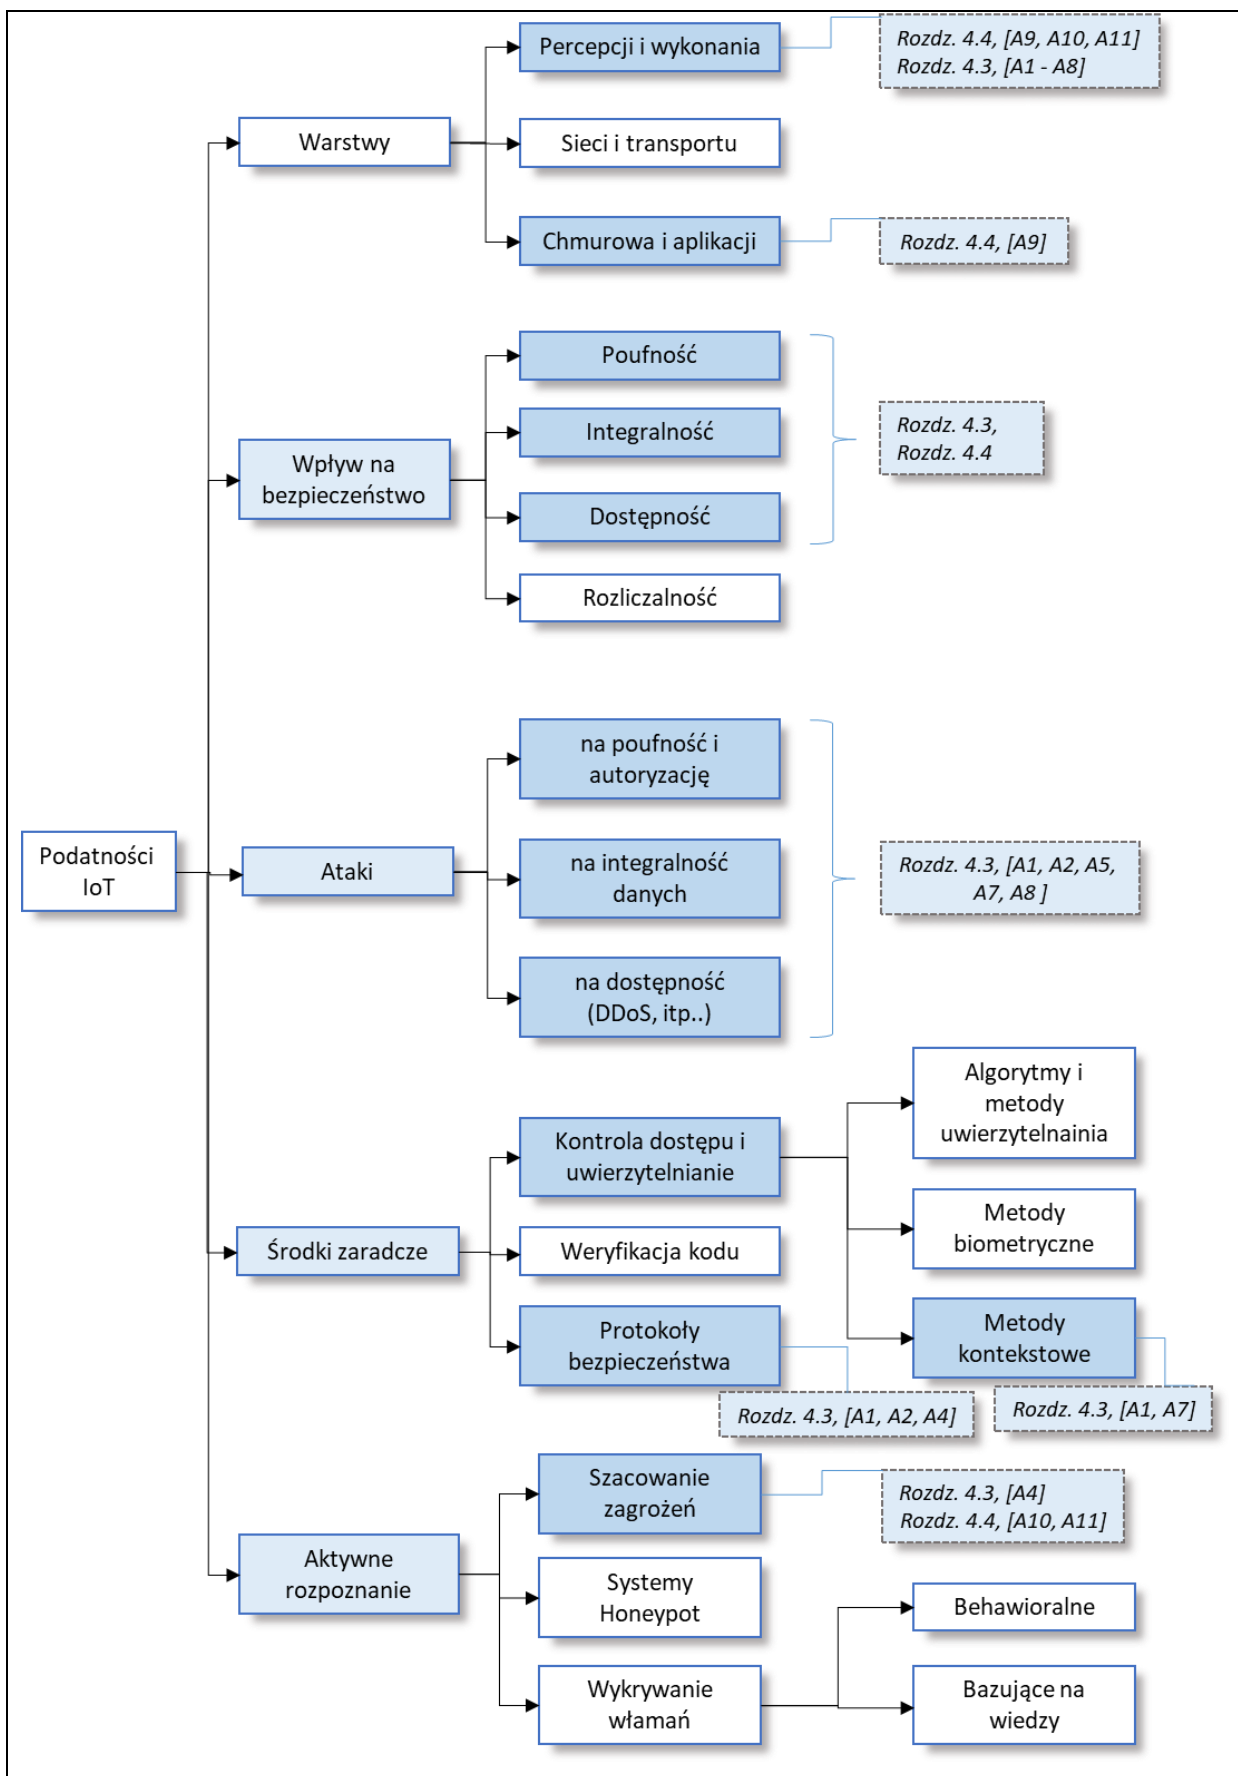 Percepcji i wykonania
Rozdz. 4.4, [A9, A10, A11]
Rozdz. 4.3, [A1 - A8]
Warstwy
Sieci i transportu
Chmurowa i aplikacji
Rozdz. 4.4, [A9]
Poufność
Integralność
Rozdz. 4.3,
Rozdz. 4.4
Wpływ na
bezpieczeństwo
Dostępność
Rozliczalność
na poufność i
autoryzację
Podatności
IoT
Ataki
na integralność
danych
Rozdz. 4.3, [A1, A2, A5,
A7, A8 ]
na dostępność
(DDoS, itp..)
Algorytmy i
metody
uwierzytelnainia
Kontrola dostępu i
uwierzytelnianie
Metody
biometryczne
Środki zaradcze
Weryfikacja kodu
Protokoły
bezpieczeństwa
Metody
kontekstowe
Rozdz. 4.3, [A1, A2, A4]
Rozdz. 4.3, [A1, A7]
Szacowanie
zagrożeń
Rozdz. 4.3, [A4]
Rozdz. 4.4, [A10, A11]
Aktywne
rozpoznanie
Systemy
Honeypot
Behawioralne
Wykrywanie
włamań
Bazujące na
wiedzy